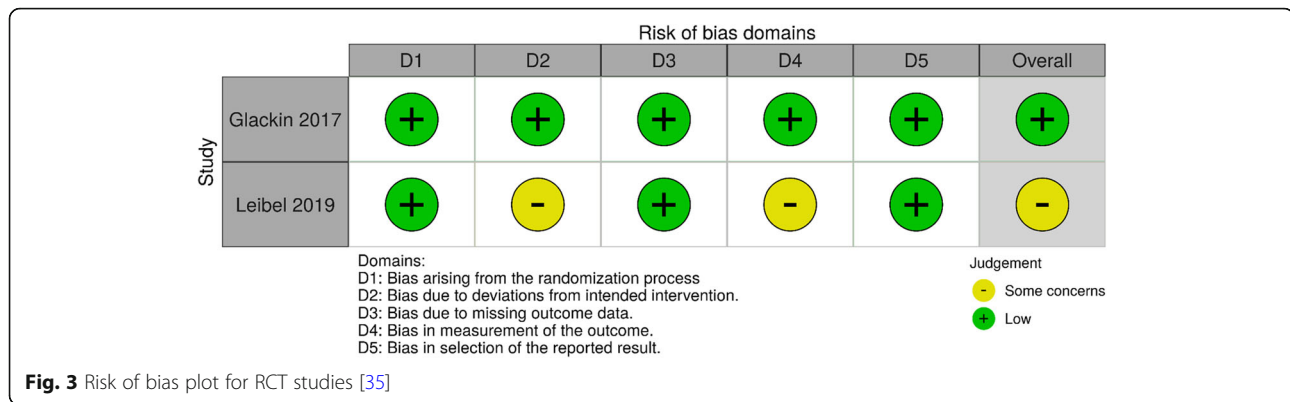 Risk of bias domains
D1 D2 D3 D4 D5 Overall
Study
Glackin 2017 + + + + + +
Leibel 2019 + - + - + -
Domains:
D1: Bias arising from the randomization process
D2: Bias due to deviations from intended intervention.
D3: Bias due to missing outcome data.
D4: Bias in measurement of the outcome.
D5: Bias in selection of the reported result.
Judgement
- Some concerns
+ Low
Fig. 3 Risk of bias plot for RCT studies [35]